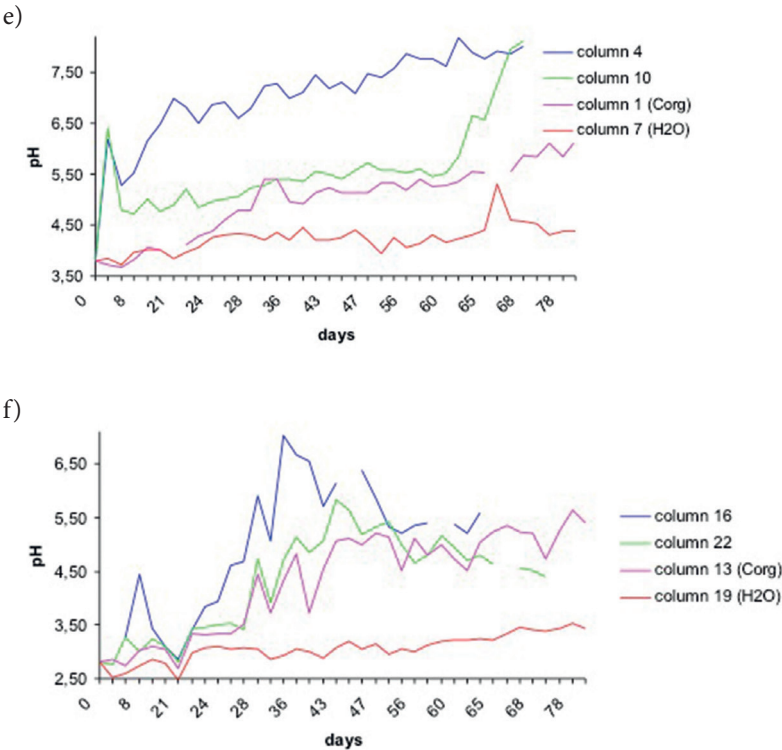 e)
7,50
6,50
5,50
4,50
3,50
pH
0 8 21 24 28 36 43 47 56 60 65 68 78
days
column 4
column 10
column 1 (Corg)
column 7 (H2O)
f)
6,50
5,50
4,50
3,50
2,50
pH
0 8 21 24 28 36 43 47 56 60 65 68 78
days
column 16
column 22
column 13 (Corg)
column 19 (H2O)